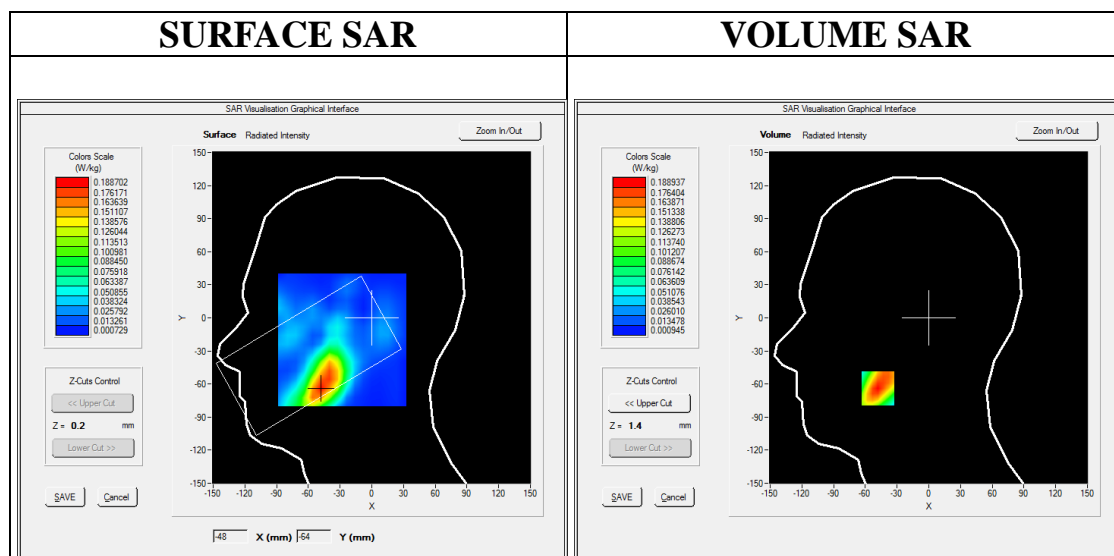 SURFACE SAR
VOLUME SAR
SAR Visualisation Graphical Interface
Surface Radiated Intensity
Zoom In/Out
Colors Scale
(W/kg)
0.188702
0.176171
0.163639
0.151107
0.138576
0.126044
0.113513
0.100981
0.088450
0.075918
0.063387
0.050855
0.038324
0.025792
0.013261
0.000729
Z-Cuts Control
<< Upper Cut
Z = 0.2 mm
Lower Cut >>
SAVE Cancel
150
120
90
60
30
0
-30
-60
-90
-120
-150
Y
-150 -120 -90 -60 -30 0 30 60 90 120 150
X
-48 X (mm) -64 Y (mm)
SAR Visualisation Graphical Interface
Volume Radiated Intensity
Zoom In/Out
Colors Scale
(W/kg)
0.188937
0.176404
0.163871
0.151338
0.138806
0.126273
0.113740
0.101207
0.088674
0.076142
0.063609
0.051076
0.038543
0.026010
0.013478
0.000945
Z-Cuts Control
<< Upper Cut
Z = 1.4 mm
Lower Cut >>
SAVE Cancel
150
120
90
60
30
0
-30
-60
-90
-120
-150
Y
-150 -120 -90 -60 -30 0 30 60 90 120 150
X